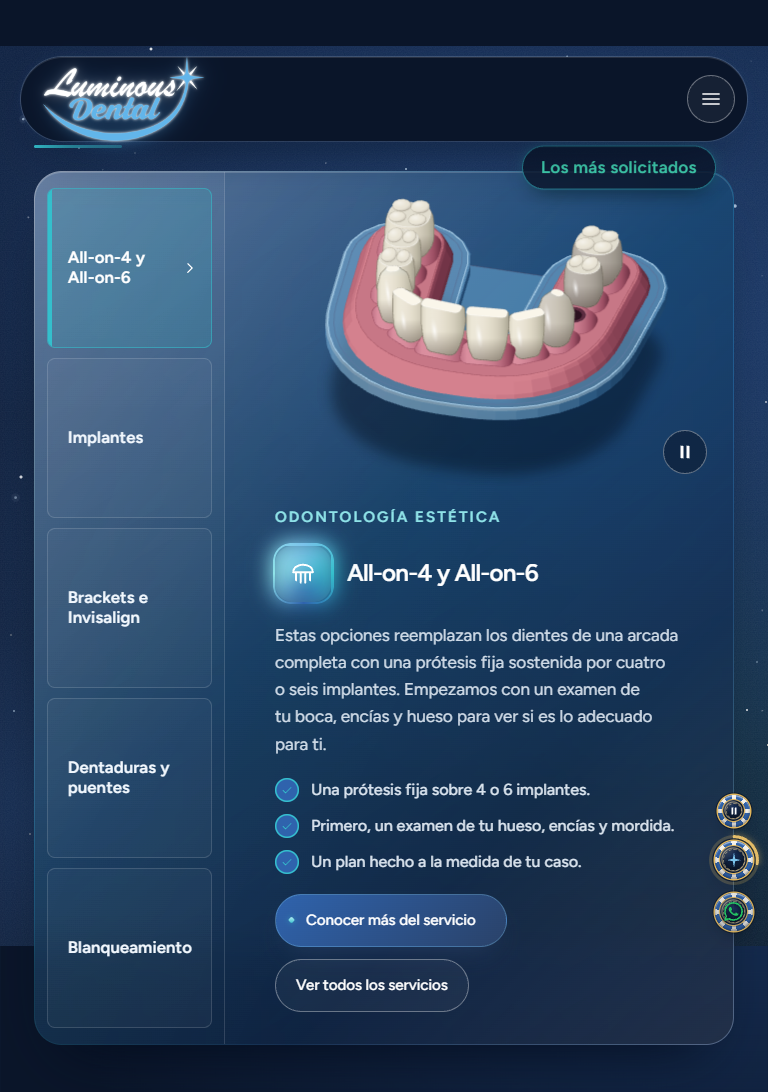 Luminous
Dental
Los más solicitados
All-on-4 y
All-on-6
Implantes
Brackets e
Invisalign
Dentaduras y
puentes
Blanqueamiento
ODONTOLOGÍA ESTÉTICA
All-on-4 y All-on-6
Estas opciones reemplazan los dientes de una arcada
completa con una prótesis fija sostenida por cuatro
o seis implantes. Empezamos con un examen de
tu boca, encías y hueso para ver si es lo adecuado
para ti.
Una prótesis fija sobre 4 o 6 implantes.
Primero, un examen de tu hueso, encías y mordida.
Un plan hecho a la medida de tu caso.
Conocer más del servicio
Ver todos los servicios